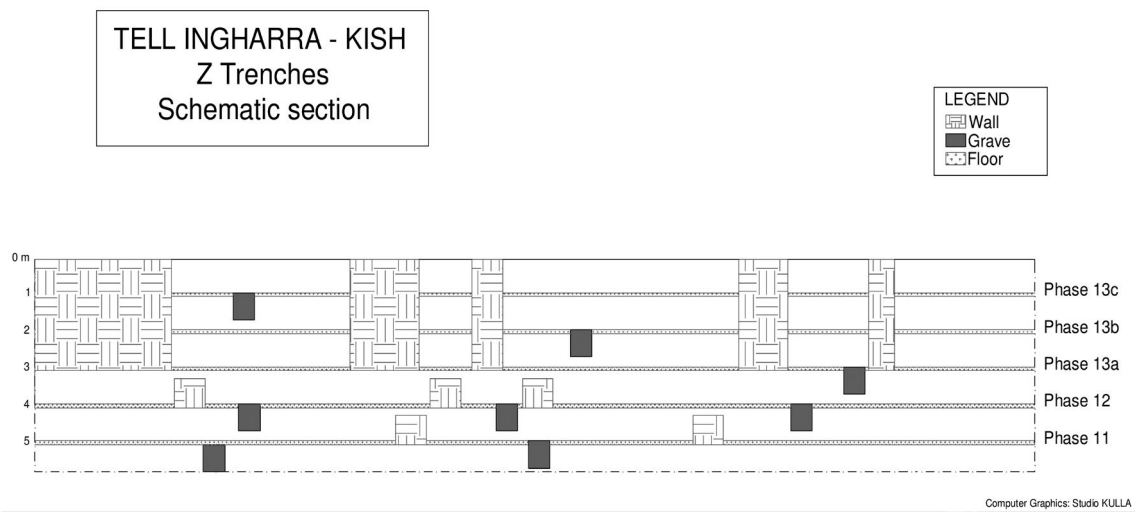 TELL INGHARRA - KISH
Z Trenches
Schematic section
LEGEND
Wall
Grave
Floor
0 m
1
Phase 13c
2
Phase 13b
3
Phase 13a
4
Phase 12
5
Phase 11
Computer Graphics: Studio KULLA